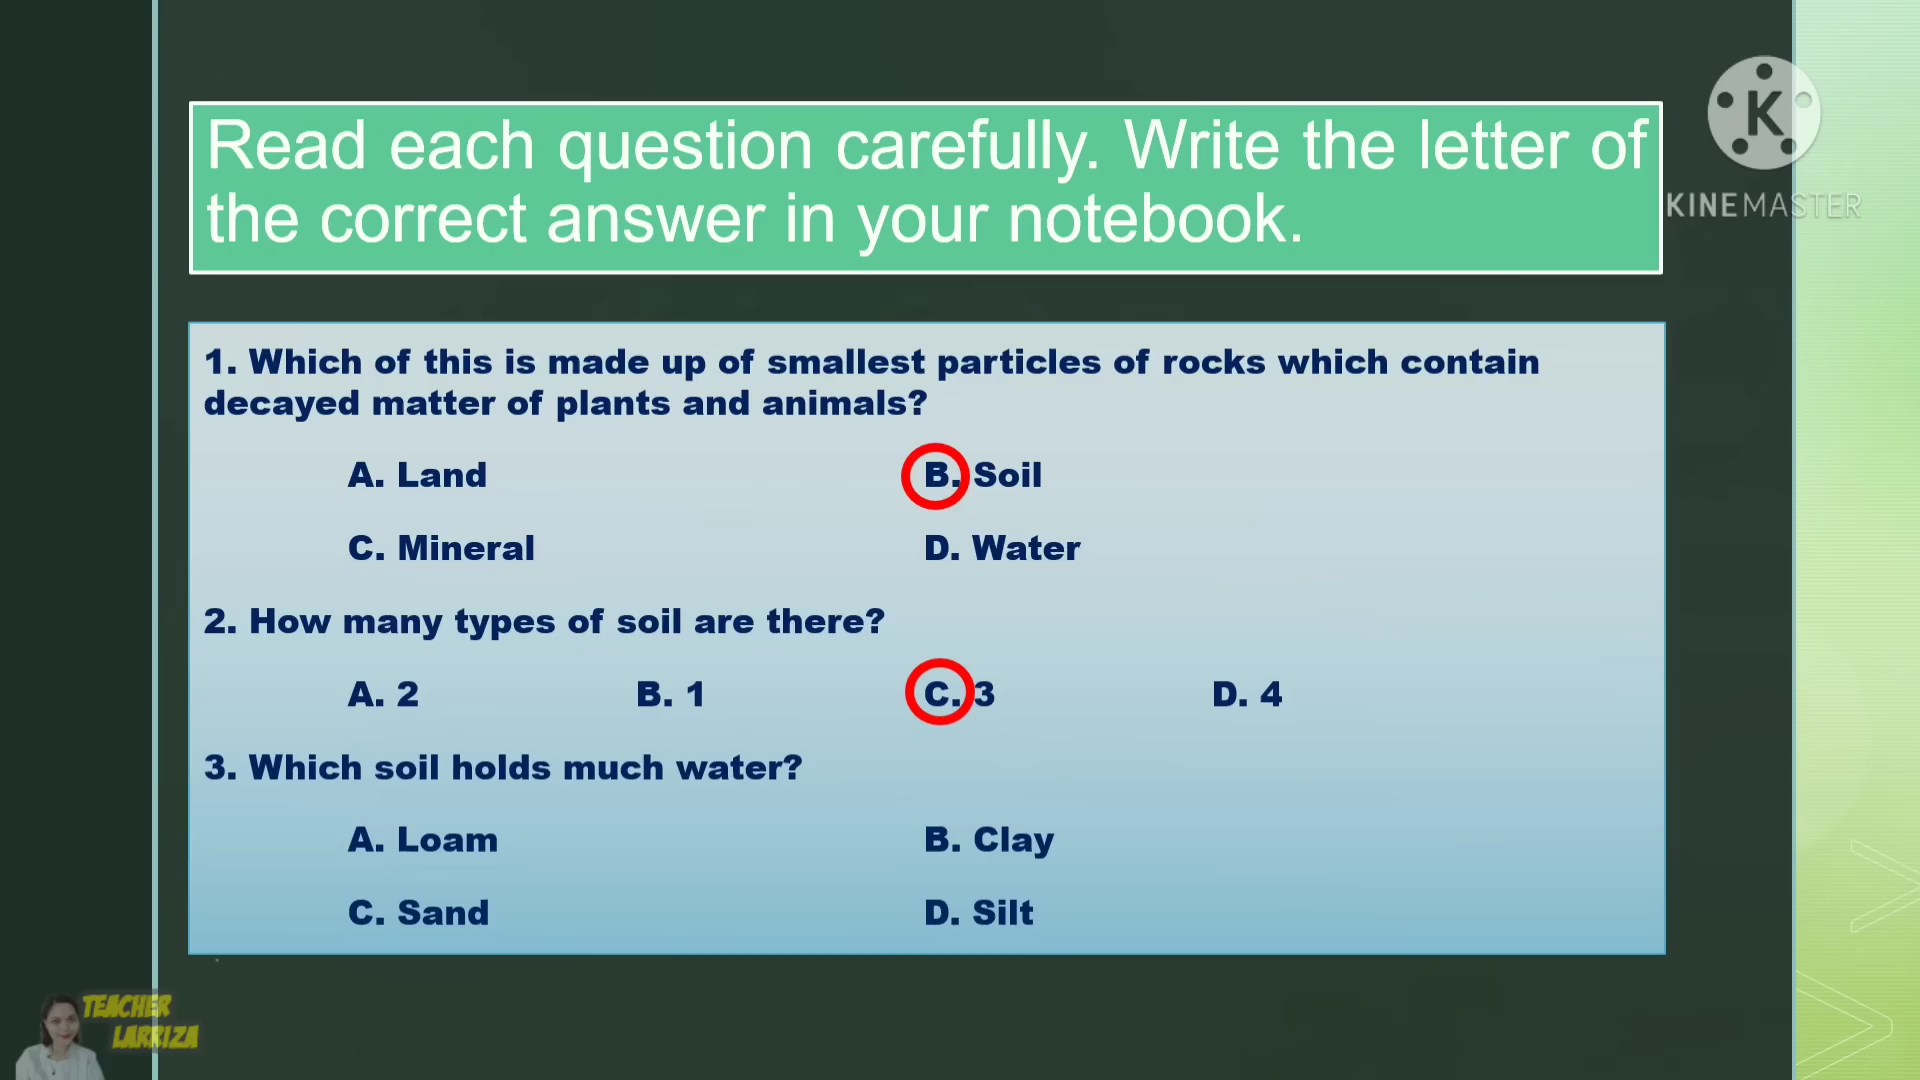 Read each question carefully. Write the letter of
the correct answer in your notebook.
K
KINEMASTER
1. Which of this is made up of smallest particles of rocks which contain
decayed matter of plants and animals?
A. Land B. Soil
C. Mineral D. Water
2. How many types of soil are there?
A. 2 B. 1 C. 3 D. 4
3. Which soil holds much water?
A. Loam B. Clay
C. Sand D. Silt
TEACHER
LARRIZA